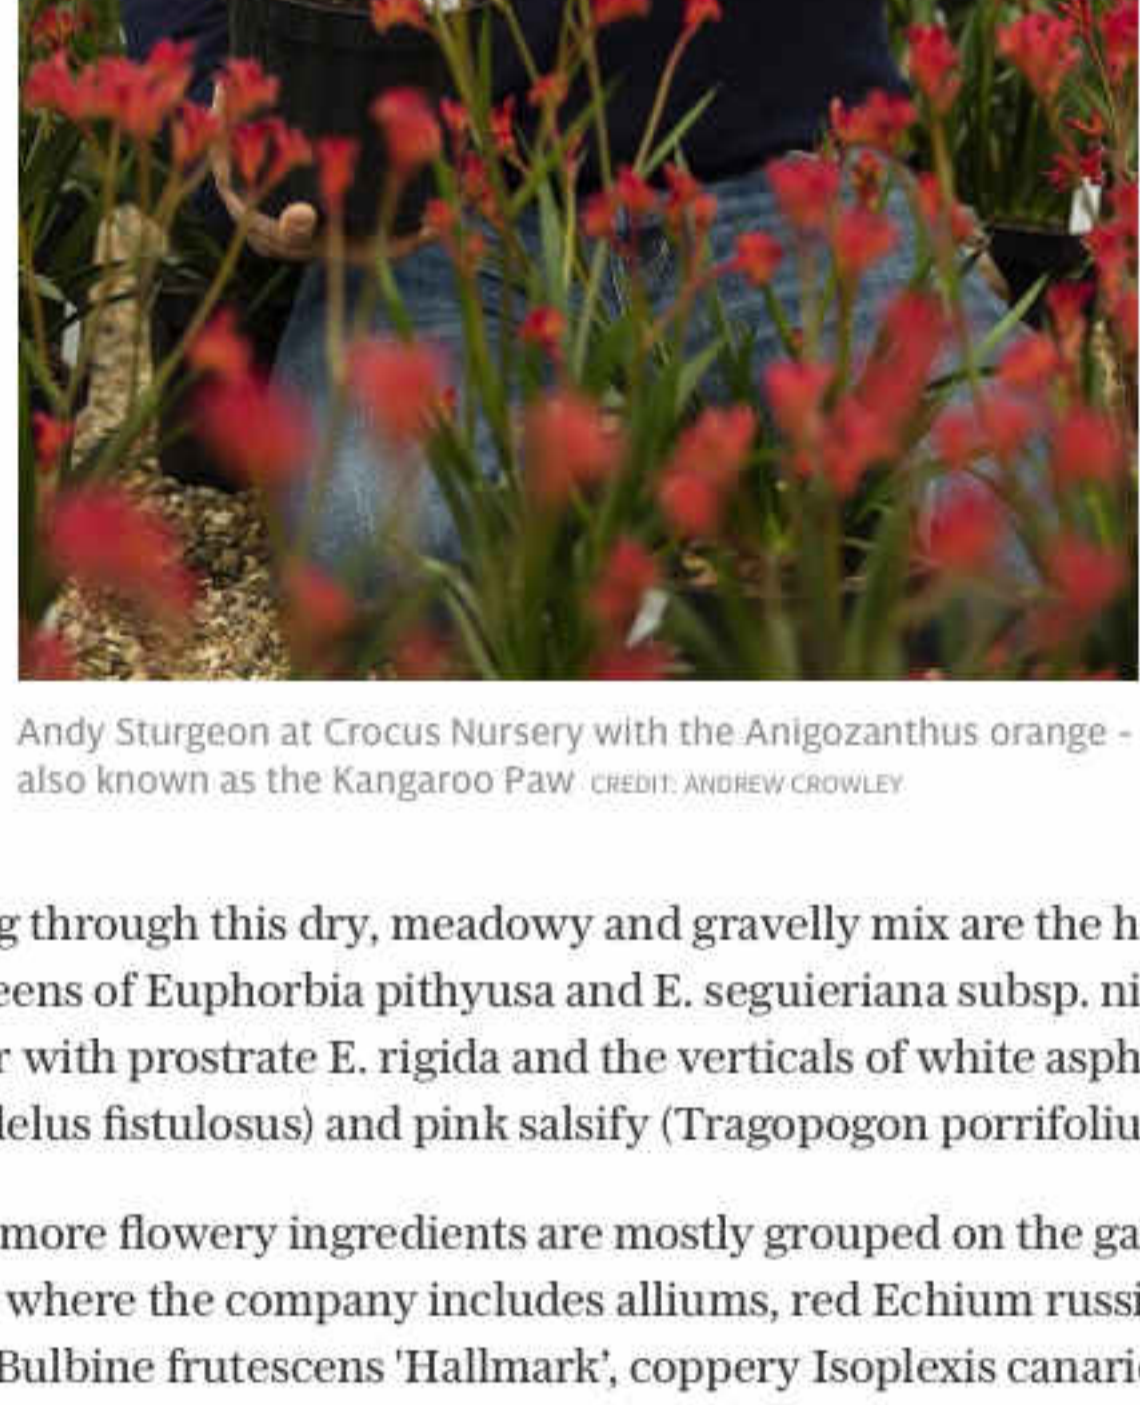 Andy Sturgeon at Crocus Nursery with the Anigozanthus orange -
also known as the Kangaroo Paw CREDIT: ANDREW CROWLEY
g through this dry, meadowy and gravelly mix are the h
eens of Euphorbia pithyusa and E. seguieriana subsp. ni
r with prostrate E. rigida and the verticals of white asph
lelus fistulosus) and pink salsify (Tragopogon porrifoliu
more flowery ingredients are mostly grouped on the ga
where the company includes alliums, red Echium russi
Bulbine frutescens 'Hallmark', coppery Isoplexis canari